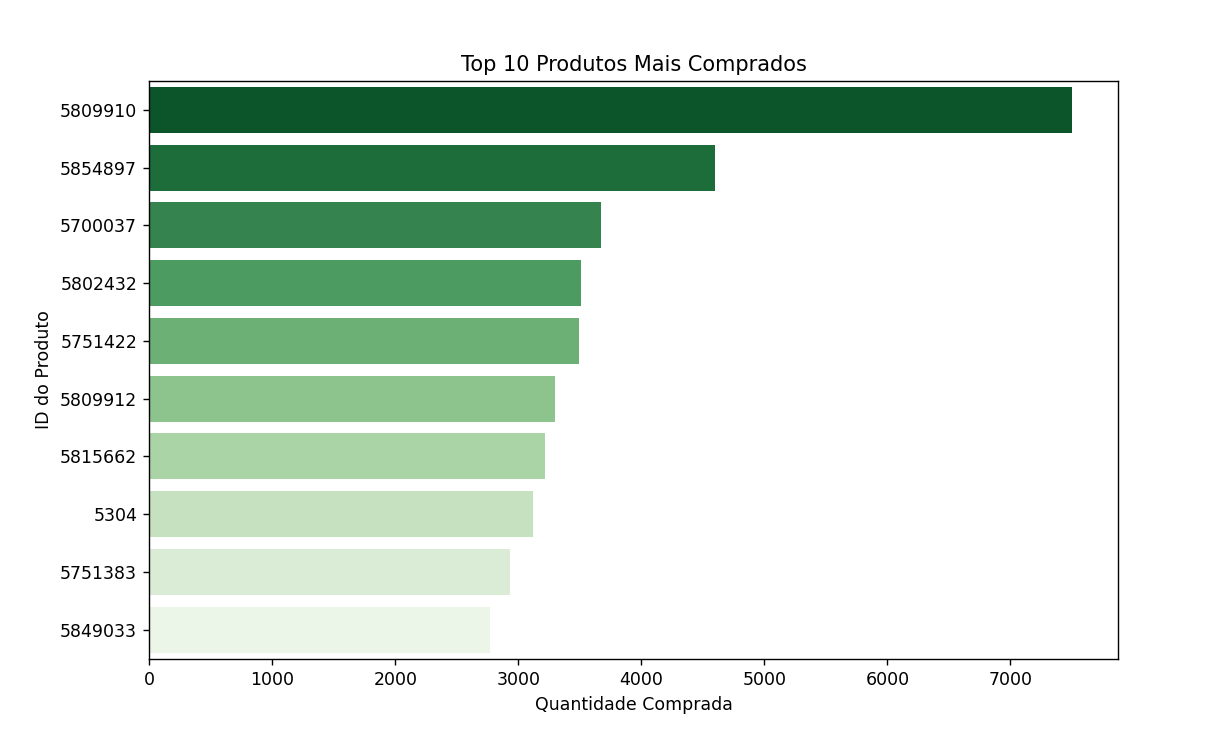 Top 10 Produtos Mais Comprados
ID do Produto
5809910
5854897
5700037
5802432
5751422
5809912
5815662
5304
5751383
5849033
0 1000 2000 3000 4000 5000 6000 7000
Quantidade Comprada